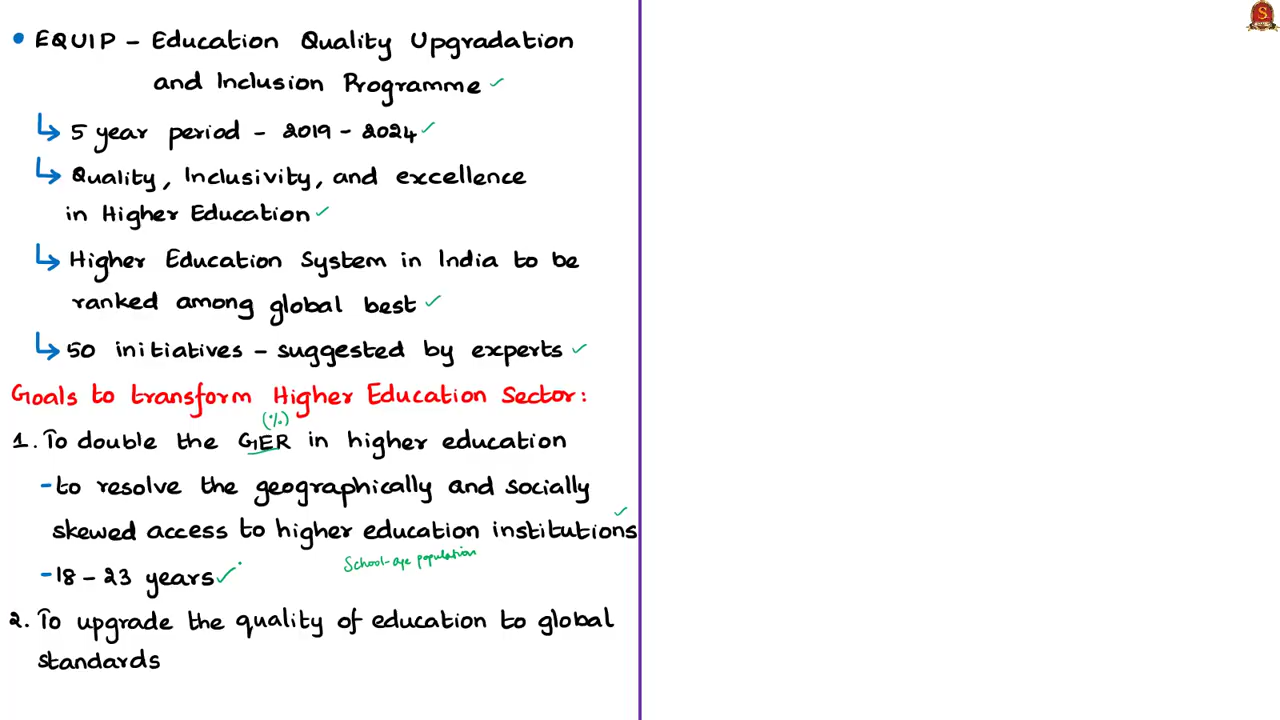 • EQUIP - Education Quality Upgradation
and Inclusion Programme ✓
↳ 5 year period - 2019 - 2024 ✓
↳ Quality, Inclusivity, and excellence
in Higher Education ✓
↳ Higher Education System in India to be
ranked among global best ✓
↳ 50 initiatives - suggested by experts ✓
Goals to transform Higher Education Sector:
(%)
1. To double the GER in higher education
- to resolve the geographically and socially
skewed access to higher education institutions ✓
School-age population
- 18 - 23 years ✓
2. To upgrade the quality of education to global
standards
S